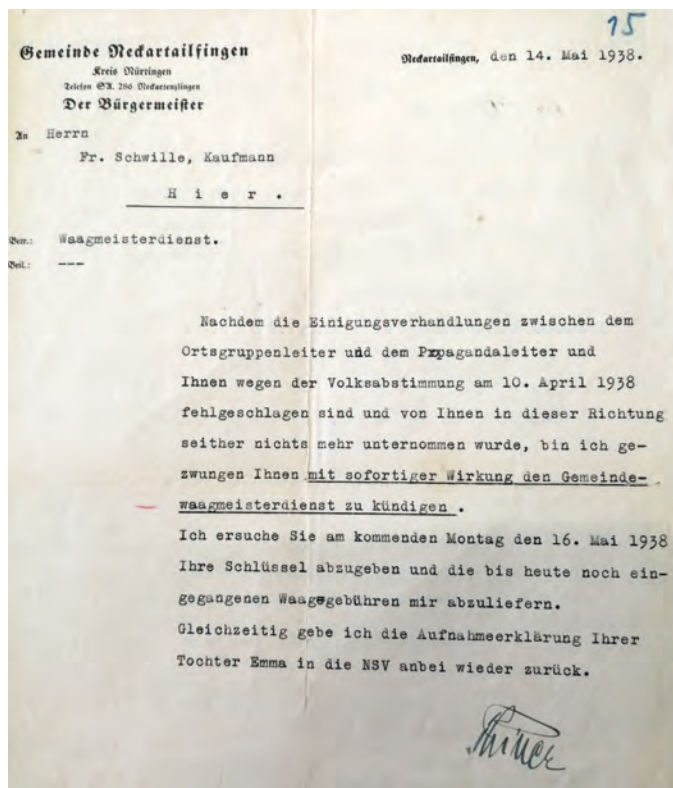 15
Gemeinde Neckartailfingen
Kreis Nürtingen
Telefon SA. 286 Neckartenzlingen
Der Bürgermeister
Neckartailfingen, den 14. Mai 1938.
An Herrn
Fr. Schwille, Kaufmann
H i e r .
Betr.: Waagmeisterdienst.
Beil.: ---
Nachdem die Einigungsverhandlungen zwischen dem
Ortsgruppenleiter und dem Propagandaleiter und
Ihnen wegen der Volksabstimmung am 10. April 1938
fehlgeschlagen sind und von Ihnen in dieser Richtung
seither nichts mehr unternommen wurde, bin ich ge-
zwungen Ihnen mit sofortiger Wirkung den Gemeinde-
waagmeisterdienst zu kündigen .
Ich ersuche Sie am kommenden Montag den 16. Mai 1938
Ihre Schlüssel abzugeben und die bis heute noch ein-
gegangenen Waagegebühren mir abzuliefern.
Gleichzeitig gebe ich die Aufnahmeerklärung Ihrer
Tochter Emma in die NSV anbei wieder zurück.